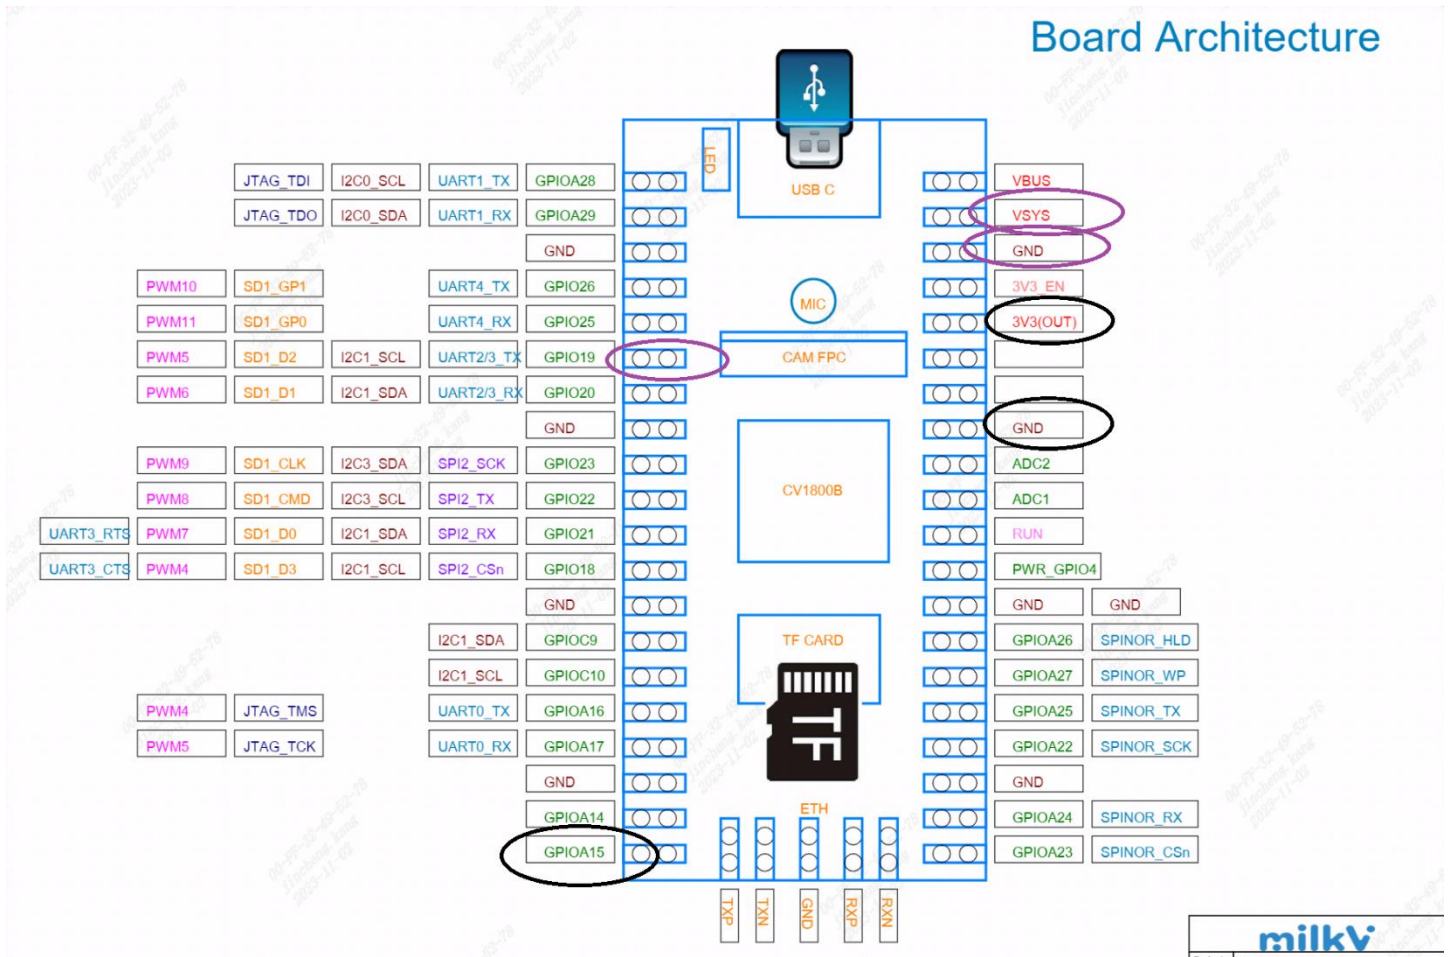 Board Architecture
LED
USB C
JTAG_TDI I2C0_SCL UART1_TX GPIOA28 VBUS
JTAG_TDO I2C0_SDA UART1_RX GPIOA29 VSYS
GND GND
PWM10 SD1_GP1 UART4_TX GPIO26 MIC 3V3_EN
PWM11 SD1_GP0 UART4_RX GPIO25 3V3(OUT)
PWM5 SD1_D2 I2C1_SCL UART2/3_TX GPIO19 CAM FPC
PWM6 SD1_D1 I2C1_SDA UART2/3_RX GPIO20
GND GND
PWM9 SD1_CLK I2C3_SDA SPI2_SCK GPIO23 ADC2
PWM8 SD1_CMD I2C3_SCL SPI2_TX GPIO22 CV1800B ADC1
UART3_RTS PWM7 SD1_D0 I2C1_SDA SPI2_RX GPIO21 RUN
UART3_CTS PWM4 SD1_D3 I2C1_SCL SPI2_CSn GPIO18 PWR_GPIO4
GND GND GND
I2C1_SDA GPIOC9 TF CARD GPIOA26 SPINOR_HLD
I2C1_SCL GPIOC10 GPIOA27 SPINOR_WP
PWM4 JTAG_TMS UART0_TX GPIOA16 GPIOA25 SPINOR_TX
PWM5 JTAG_TCK UART0_RX GPIOA17 TF GPIOA22 SPINOR_SCK
GND GND
GPIOA14 ETH GPIOA24 SPINOR_RX
GPIOA15 GPIOA23 SPINOR_CSn
TXP TXN GND RXP RXN
milkV